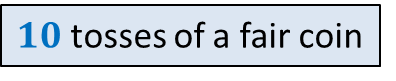 10 tosses of a fair coin